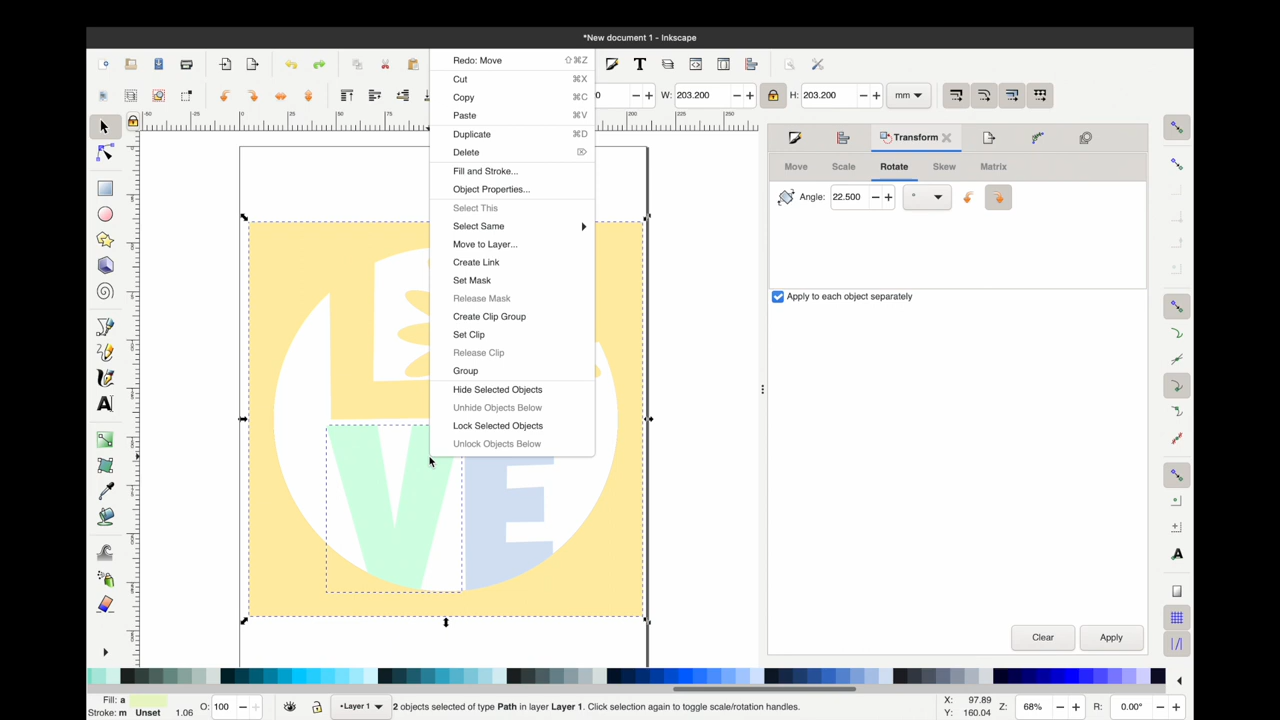 *New document 1 - Inkscape
0 W: 203.200 H: 203.200 mm
Redo: Move ⇧⌘Z
Cut ⌘X
Copy ⌘C
Paste ⌘V
Duplicate ⌘D
Delete ⌦
Fill and Stroke...
Object Properties...
Select This
Select Same
Move to Layer...
Create Link
Set Mask
Release Mask
Create Clip Group
Set Clip
Release Clip
Group
Hide Selected Objects
Unhide Objects Below
Lock Selected Objects
Unlock Objects Below
VE
Transform
Move Scale Rotate Skew Matrix
Angle: 22.500 °
Apply to each object separately
Clear Apply
Fill: a
Stroke: m Unset 1.06
O: 100
•Layer 1
2 objects selected of type Path in layer Layer 1. Click selection again to toggle scale/rotation handles.
X: 97.89
Y: 160.04
Z: 68%
R: 0.00°